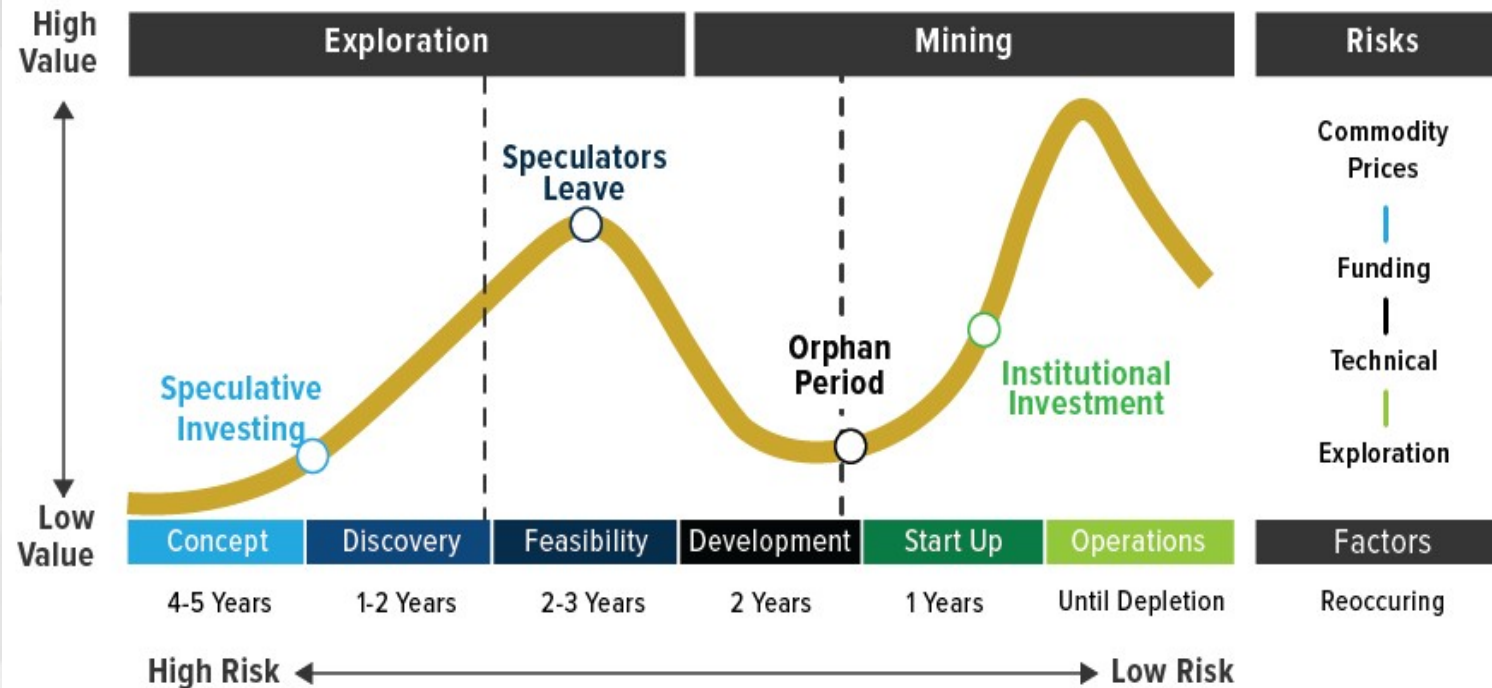 High
Value
Exploration
Mining
Risks
Speculators
Leave
Commodity
Prices
Funding
Orphan
Period
Technical
Speculative
Investing
Institutional
Investment
Exploration
Low
Value
Concept
Discovery
Feasibility
Development
Start Up
Operations
Factors
4-5 Years
1-2 Years
2-3 Years
2 Years
1 Years
Until Depletion
Reoccuring
High Risk
Low Risk